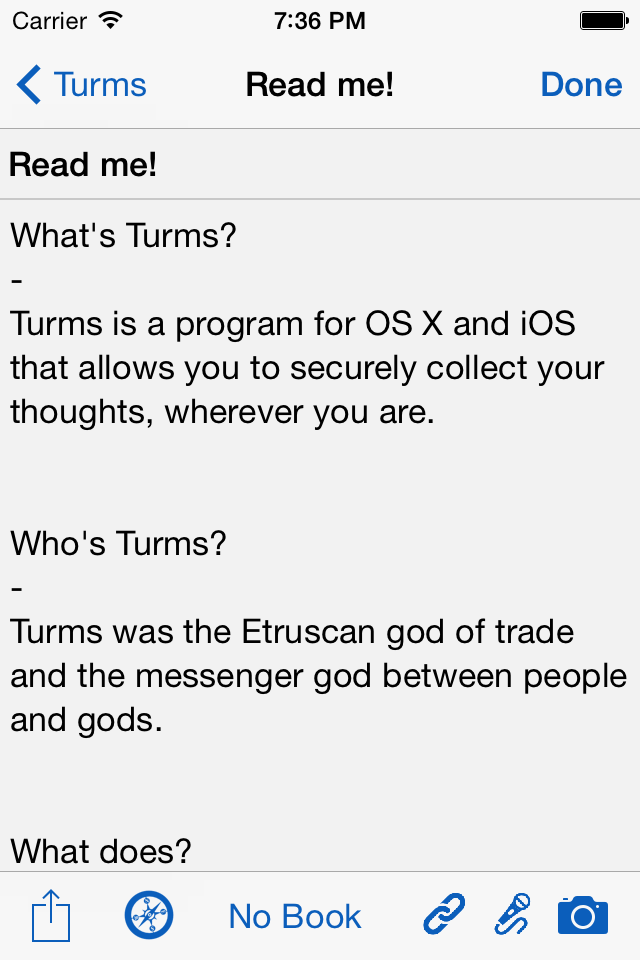 Carrier 7:36 PM
Turms Read me! Done
Read me!
What's Turms?
-
Turms is a program for OS X and iOS
that allows you to securely collect your
thoughts, wherever you are.
Who's Turms?
-
Turms was the Etruscan god of trade
and the messenger god between people
and gods.
What does?
No Book